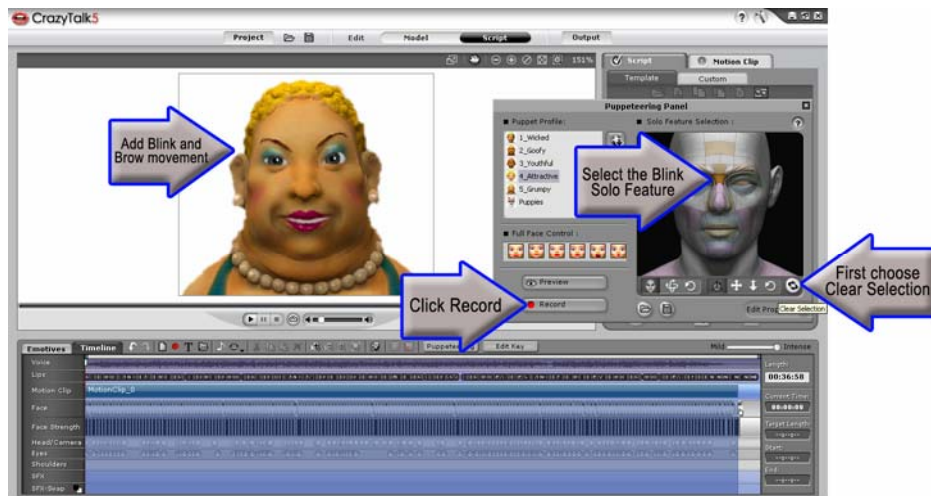 CrazyTalk5
Project Edit Model Script Output
151%
Script Motion Clip
Template Custom
Puppeteering Panel
Puppet Profile:
Solo Feature Selection :
1_Wicked
2_Goofy
3_Youthful
4_Attractive
5_Grumpy
Puppies
Add Blink and
Brow movement
Select the Blink
Solo Feature
Full Face Control :
Preview
Record
Click Record
First choose
Clear Selection
Clear Selection
Emotives Timeline
Edit Key
Mild Intense
Voice
Lips
Motion Clip MotionClip_0
Face
Face Strength
Head/Camera
Eyes
Shoulders
SFX
SFX-Swap
Length:
00:36:58
Current Time:
00:00:00
Target Length:
--:--:--
Start:
--:--:--
End:
--:--:--